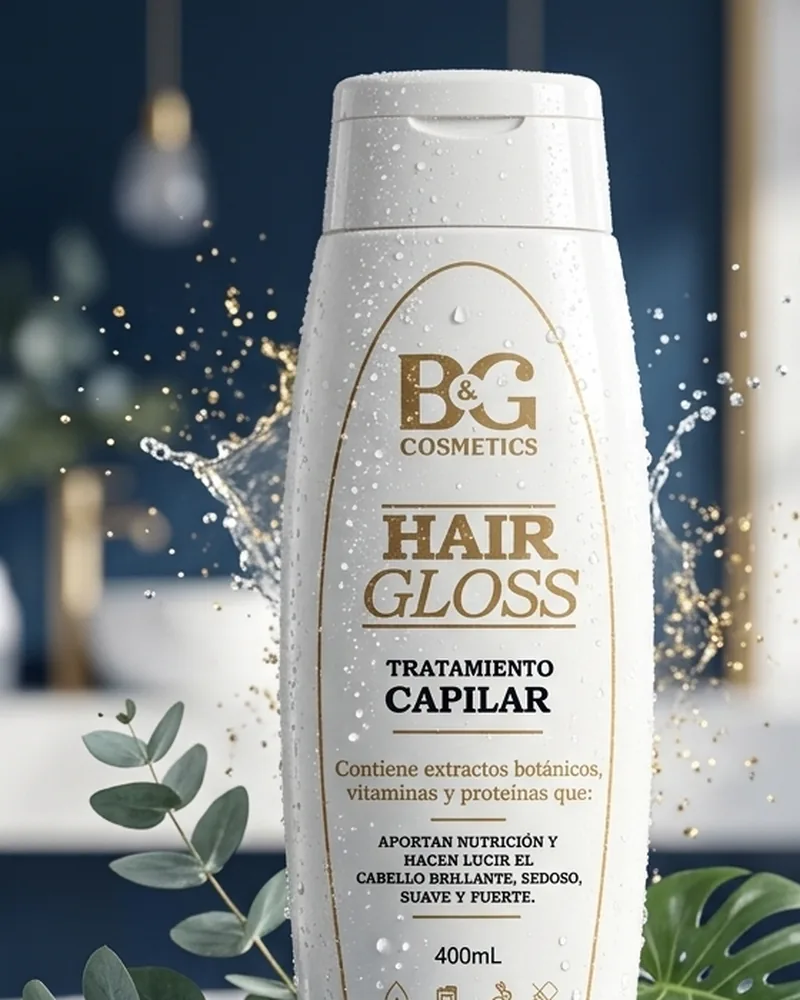 B&G
COSMETICS
HAIR
GLOSS
TRATAMIENTO
CAPILAR
Contiene extractos botánicos,
vitaminas y proteínas que:
APORTAN NUTRICIÓN Y
HACEN LUCIR EL
CABELLO BRILLANTE, SEDOSO,
SUAVE Y FUERTE.
400mL